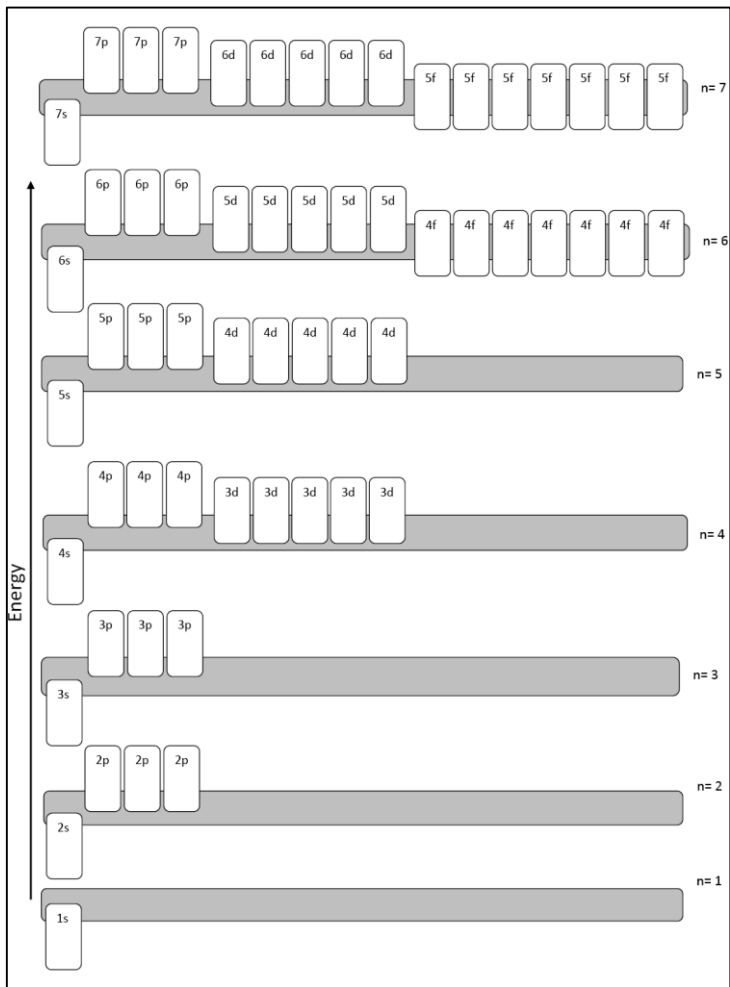 7p 7p 7p
6d 6d 6d 6d 6d
5f 5f 5f 5f 5f 5f 5f
n= 7
7s
6p 6p 6p
5d 5d 5d 5d 5d
4f 4f 4f 4f 4f 4f 4f
n= 6
6s
5p 5p 5p
4d 4d 4d 4d 4d
n= 5
5s
4p 4p 4p
3d 3d 3d 3d 3d
n= 4
4s
Energy
3p 3p 3p
n= 3
3s
2p 2p 2p
n= 2
2s
n= 1
1s